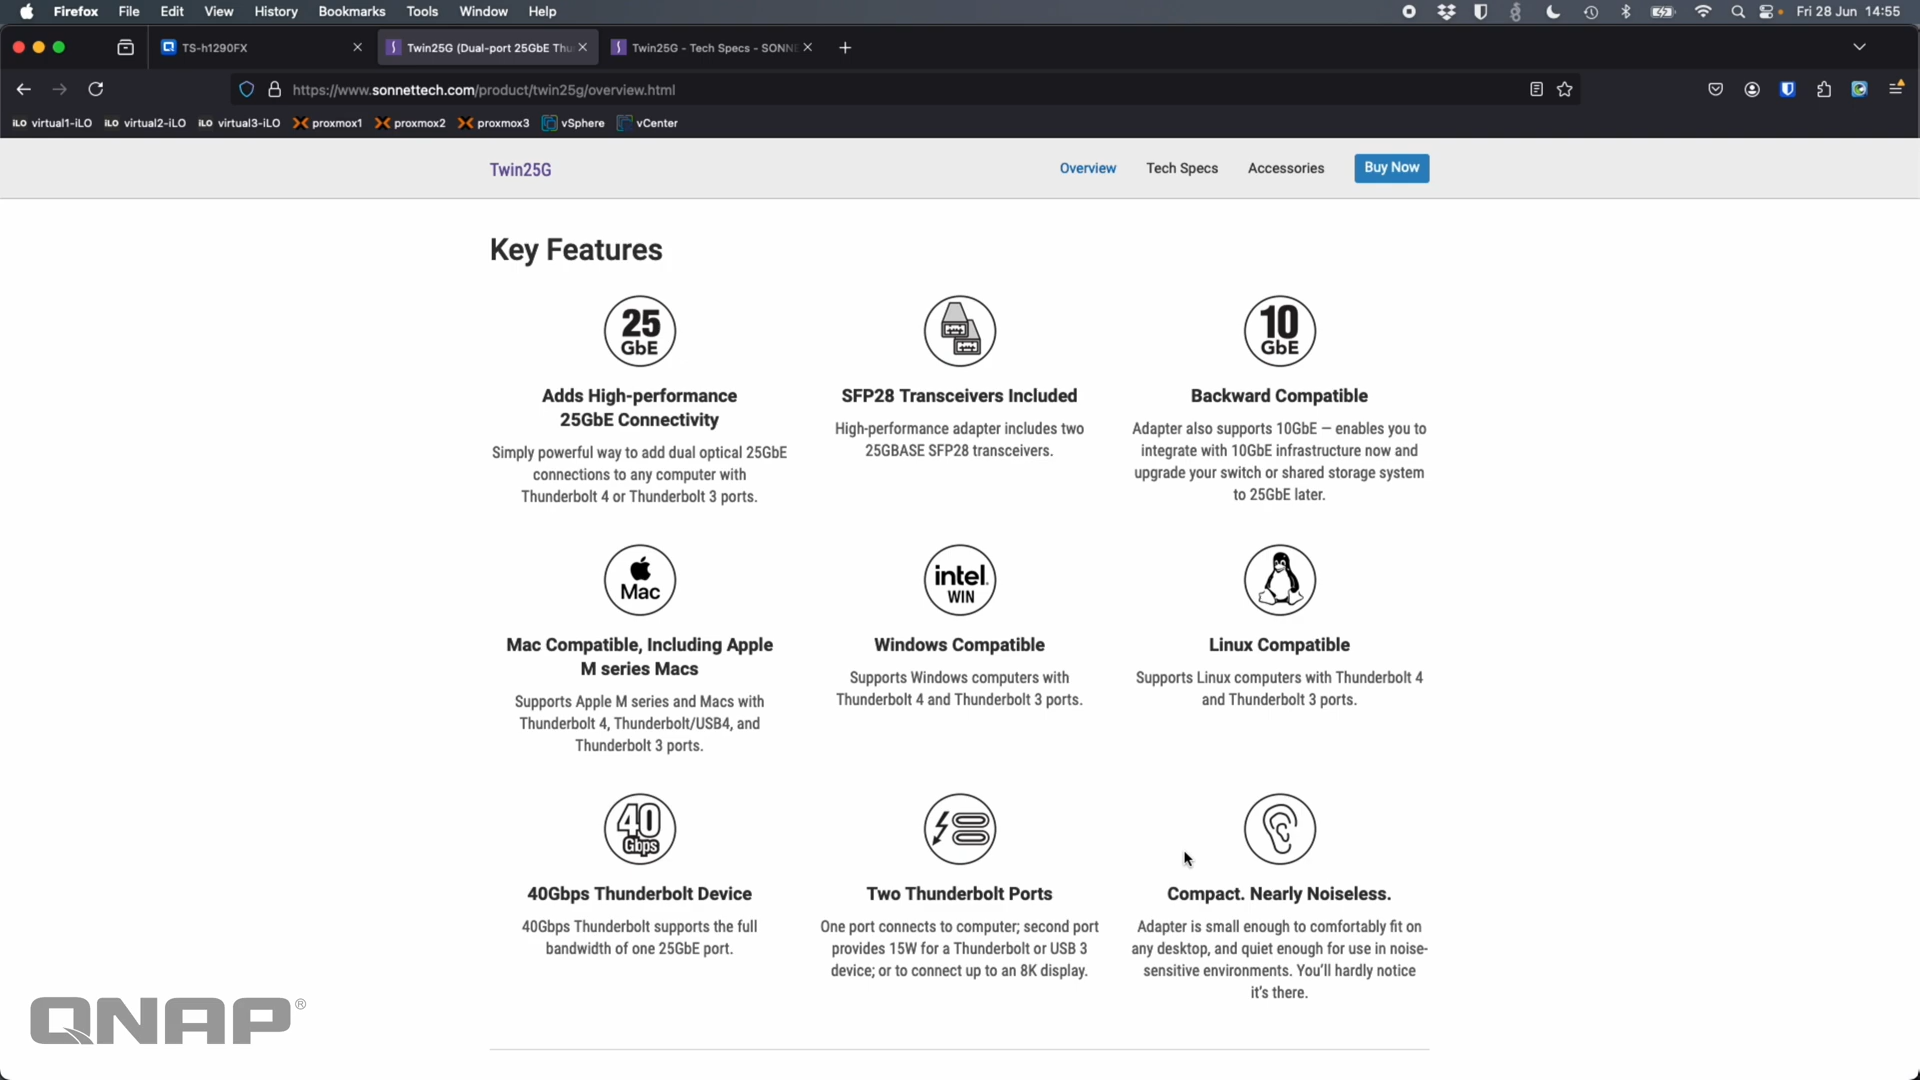 Firefox File Edit View History Bookmarks Tools Window Help Fri 28 Jun 14:55
TS-h1290FX Twin25G (Dual-port 25GbE Thu Twin25G - Tech Specs - SONN
https://www.sonnettech.com/product/twin25g/overview.html
iLO virtual1-iLO iLO virtual2-iLO iLO virtual3-iLO proxmox1 proxmox2 proxmox3 vSphere vCenter
Twin25G Overview Tech Specs Accessories Buy Now
Key Features
25
GbE
Adds High-performance
25GbE Connectivity
Simply powerful way to add dual optical 25GbE
connections to any computer with
Thunderbolt 4 or Thunderbolt 3 ports.
SFP28 Transceivers Included
High-performance adapter includes two
25GBASE SFP28 transceivers.
10
GbE
Backward Compatible
Adapter also supports 10GbE — enables you to
integrate with 10GbE infrastructure now and
upgrade your switch or shared storage system
to 25GbE later.
Mac
Mac Compatible, Including Apple
M series Macs
Supports Apple M series and Macs with
Thunderbolt 4, Thunderbolt/USB4, and
Thunderbolt 3 ports.
intel.
WIN
Windows Compatible
Supports Windows computers with
Thunderbolt 4 and Thunderbolt 3 ports.
Linux Compatible
Supports Linux computers with Thunderbolt 4
and Thunderbolt 3 ports.
40
Gbps
40Gbps Thunderbolt Device
40Gbps Thunderbolt supports the full
bandwidth of one 25GbE port.
Two Thunderbolt Ports
One port connects to computer; second port
provides 15W for a Thunderbolt or USB 3
device; or to connect up to an 8K display.
Compact. Nearly Noiseless.
Adapter is small enough to comfortably fit on
any desktop, and quiet enough for use in noise-
sensitive environments. You'll hardly notice
it's there.
QNAP®